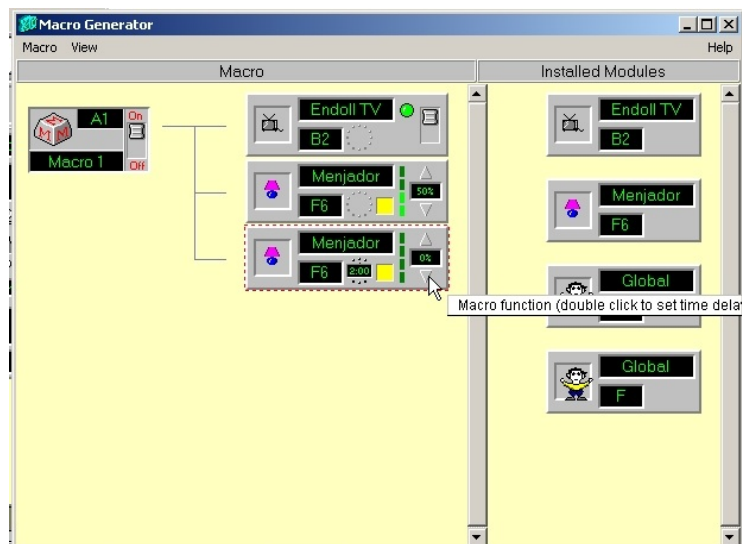 Macro Generator
Macro View Help
Macro
Installed Modules
A1
On
Macro 1
Off
Endoll TV
B2
Menjador
F6
50%
Menjador
F6
2:00
0%
Macro function (double click to set time dela
Endoll TV
B2
Menjador
F6
Global
Global
F